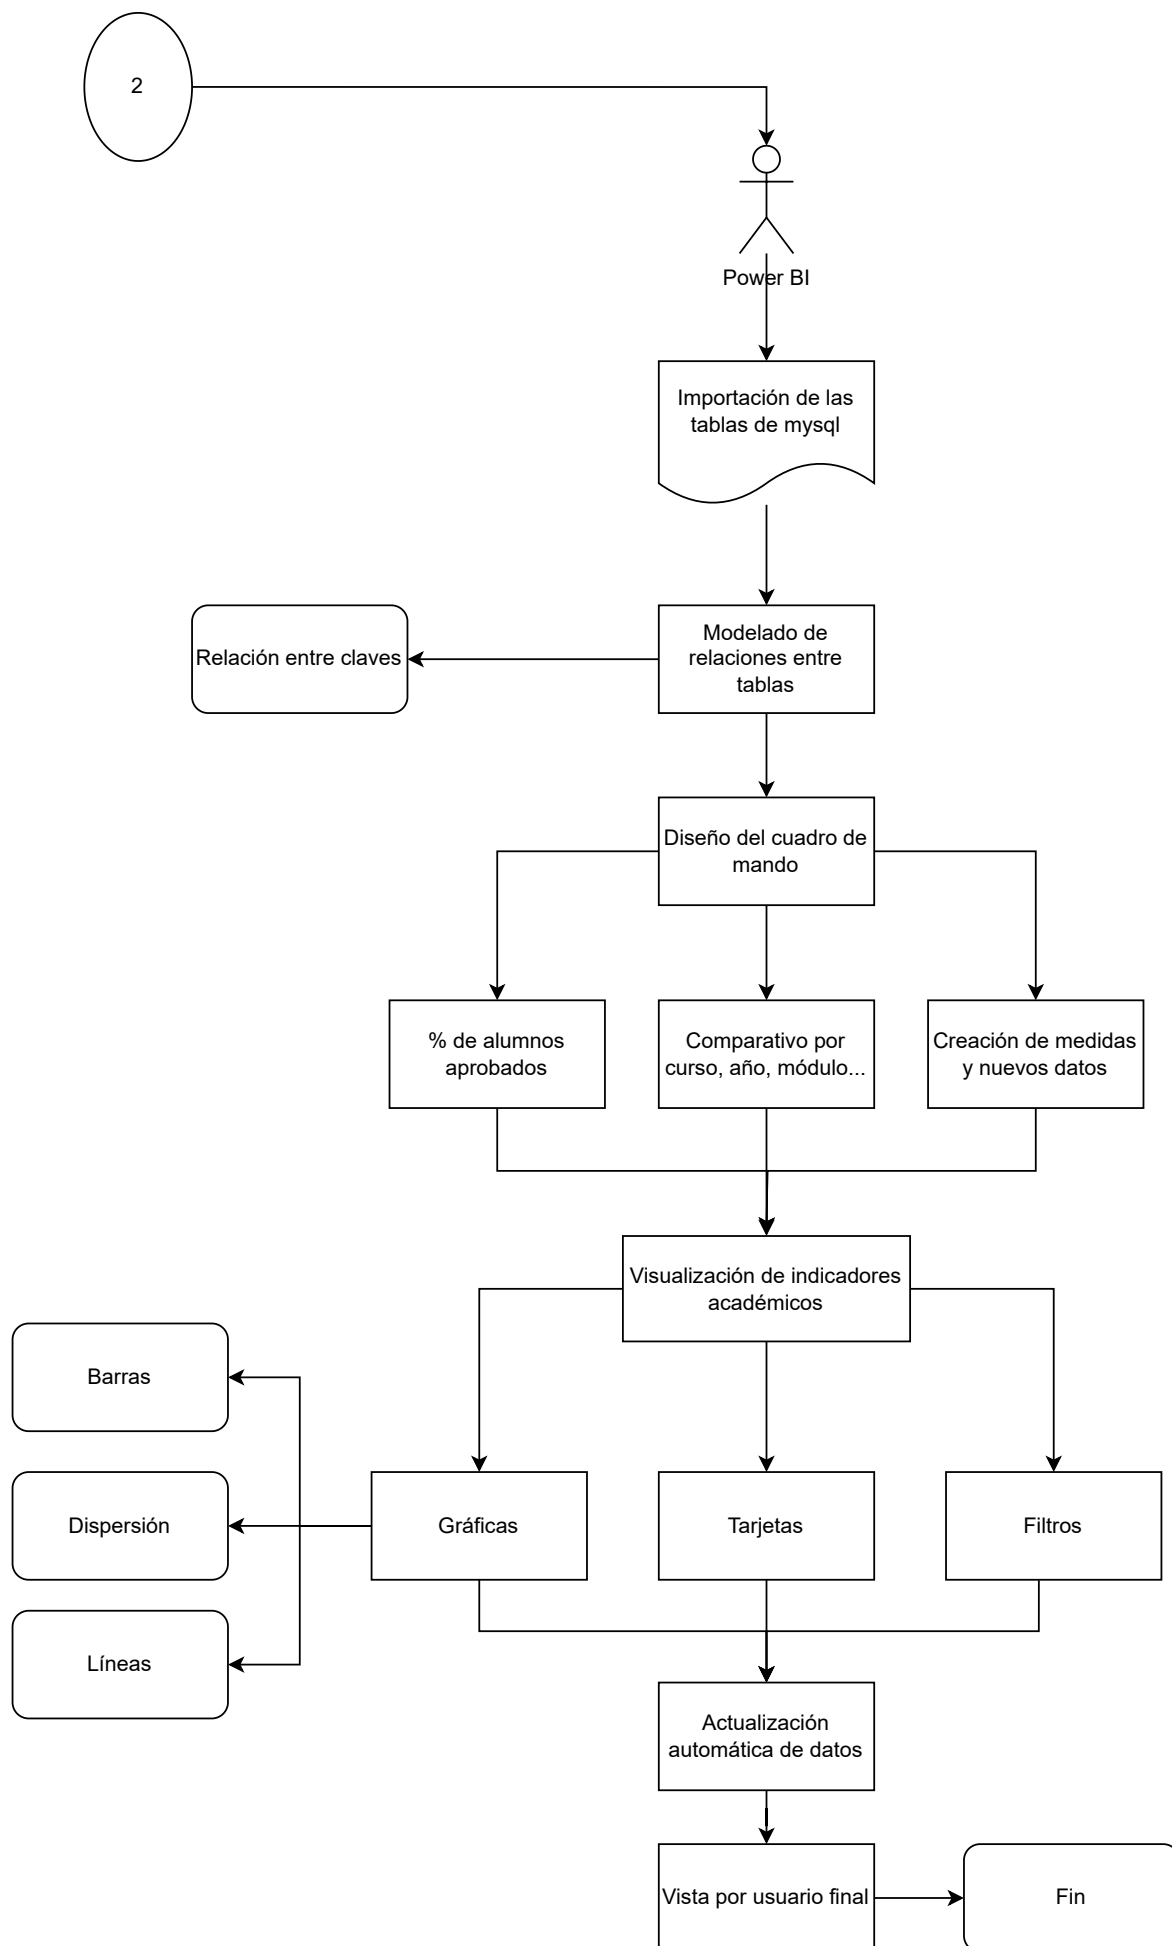 2
Power BI
Importación de las
tablas de mysql
Relación entre claves
Modelado de
relaciones entre
tablas
Diseño del cuadro de
mando
% de alumnos
aprobados
Comparativo por
curso, año, módulo...
Creación de medidas
y nuevos datos
Visualización de indicadores
académicos
Barras
Dispersión
Líneas
Gráficas
Tarjetas
Filtros
Actualización
automática de datos
Vista por usuario final
Fin